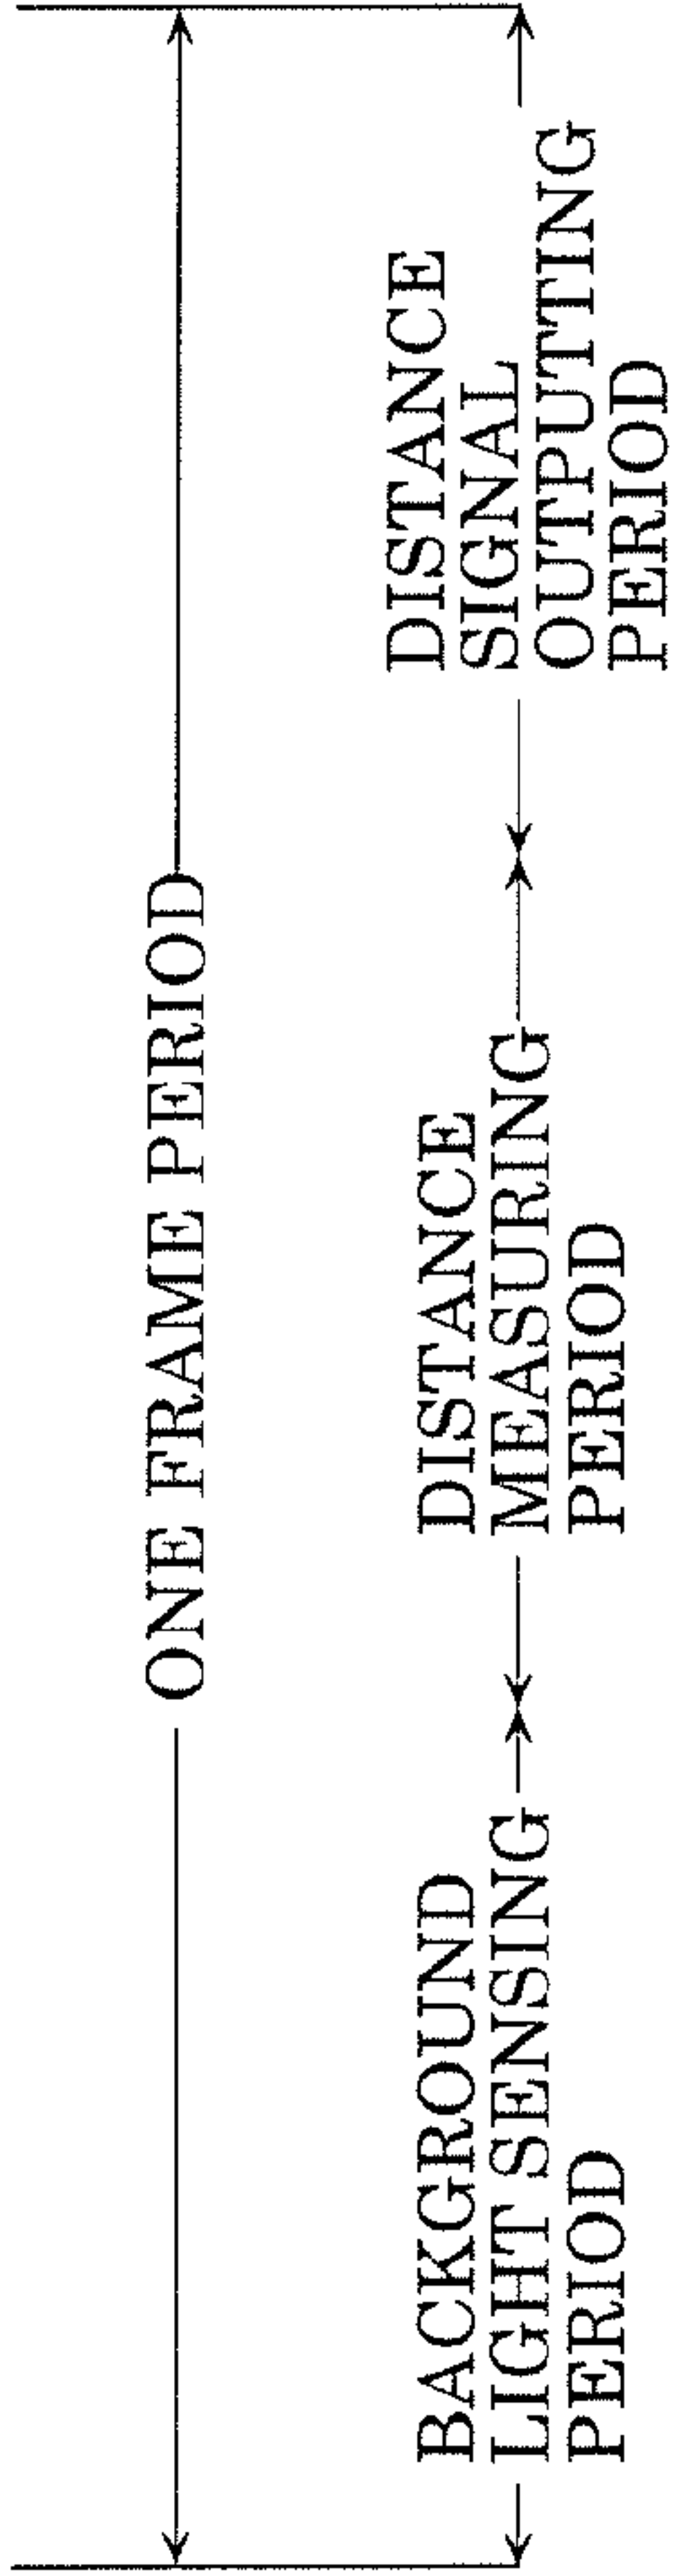 ONE FRAME PERIOD
BACKGROUND
LIGHT SENSING
PERIOD
DISTANCE
MEASURING
PERIOD
DISTANCE
SIGNAL
OUTPUTTING
PERIOD